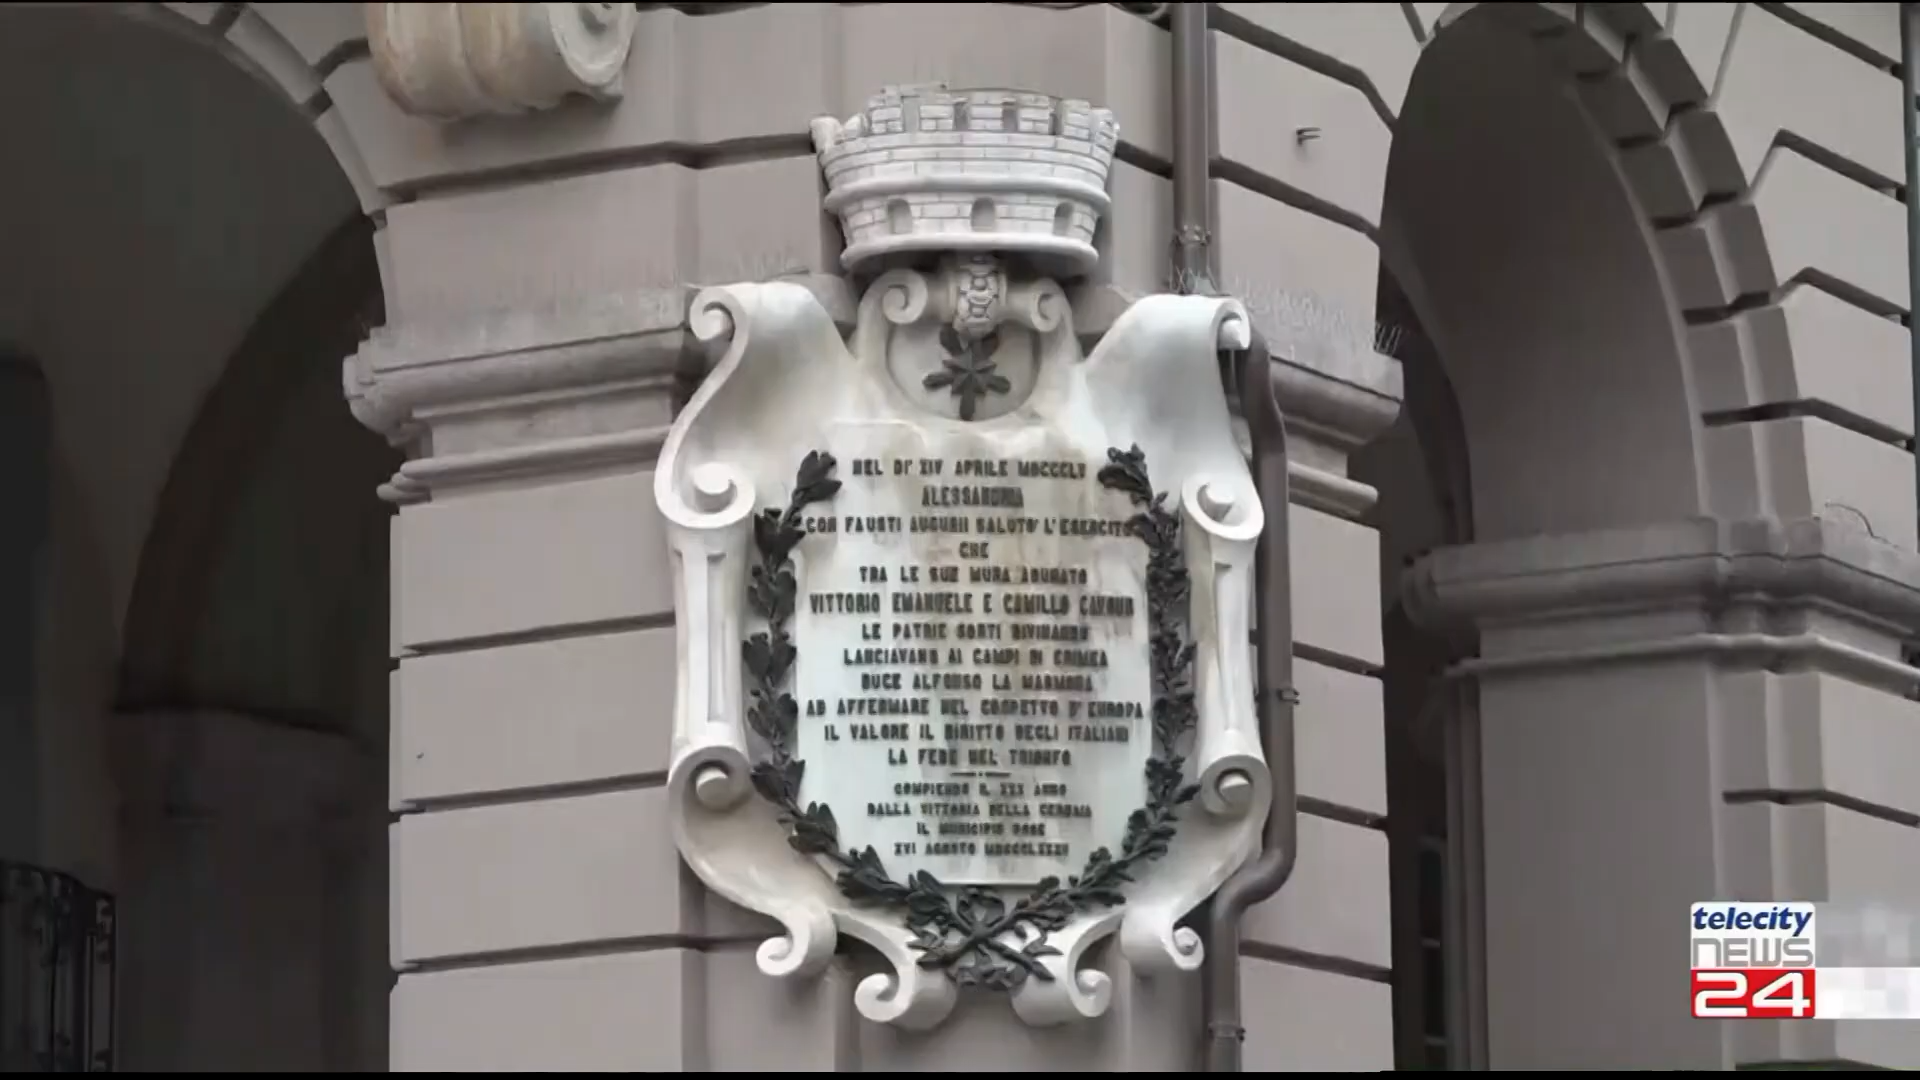 NEL DI' XIV APRILE MDCCCLV
ALESSANDRIA
CON FAUSTI AUGURII SALUTO' L'ESERCITO
CHE
TRA LE SUE MURA ADUNATO
VITTORIO EMANUELE E CAMILLO CAVOUR
LE PATRIE SORTI DIVINANDO
LANCIAVANO AI CAMPI DI CRIMEA
DUCE ALFONSO LA MARMORA
AD AFFERMARE NEL COSPETTO D'EUROPA
IL VALORE IL DIRITTO DEGLI ITALIANI
LA FEDE NEL TRIONFO
COMPIENDO IL XXX ANNO
DALLA VITTORIA DELLA CERNAIA
IL MUNICIPIO POSE
XVI AGOSTO MDCCCLXXXV
telecity
NEWS
24